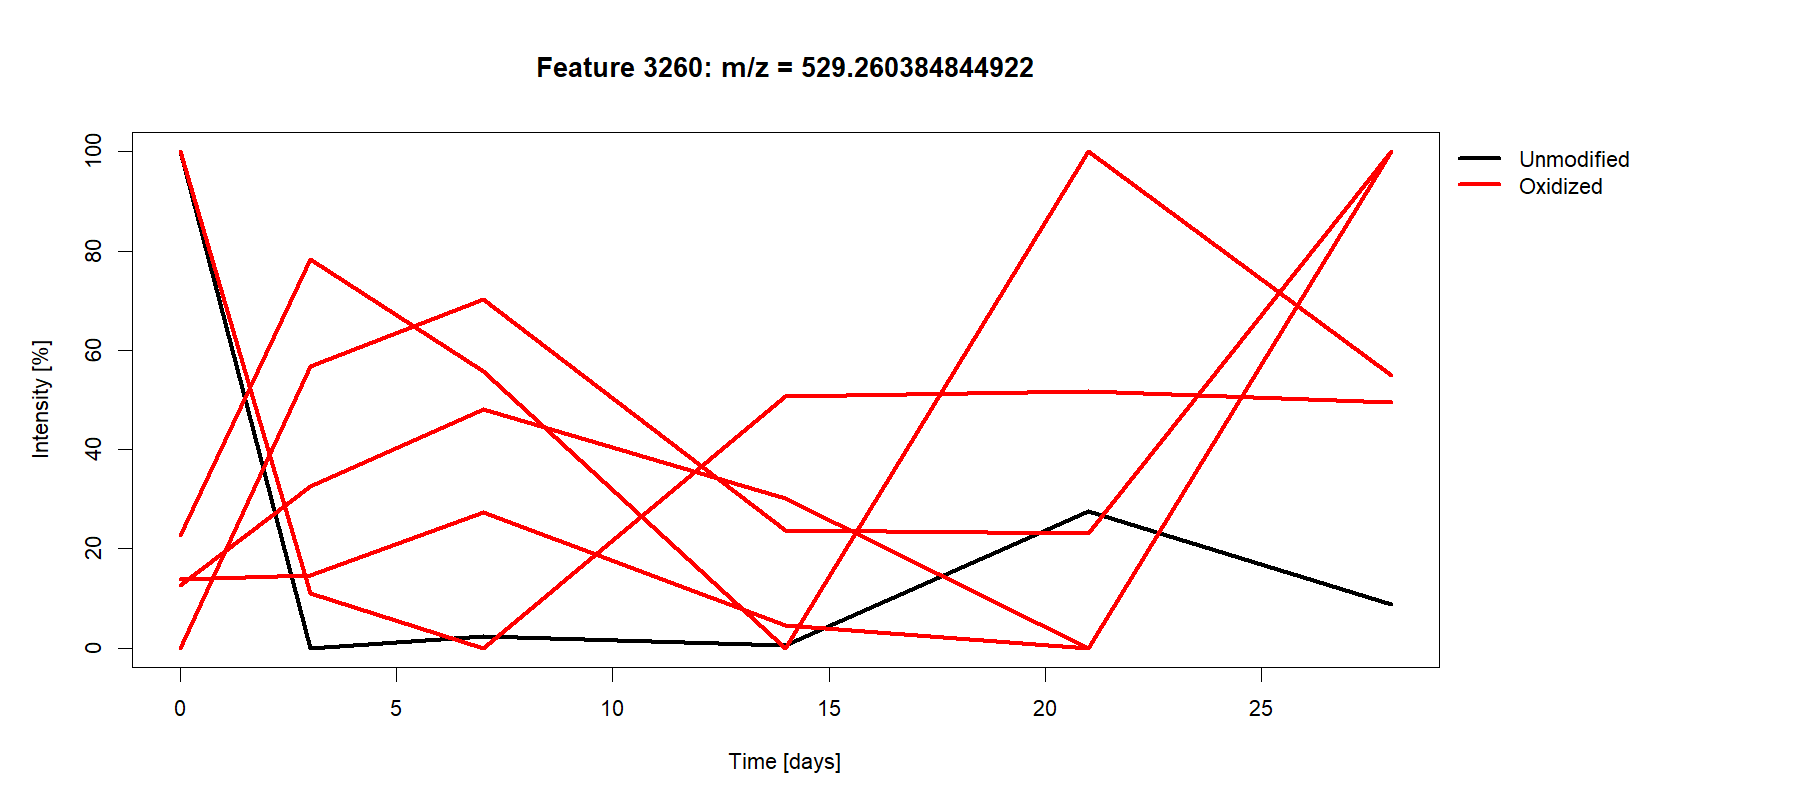 Feature 3260: m/z = 529.260384844922
Unmodified
Oxidized
100
80
60
40
20
0
Intensity [%]
0 5 10 15 20 25
Time [days]